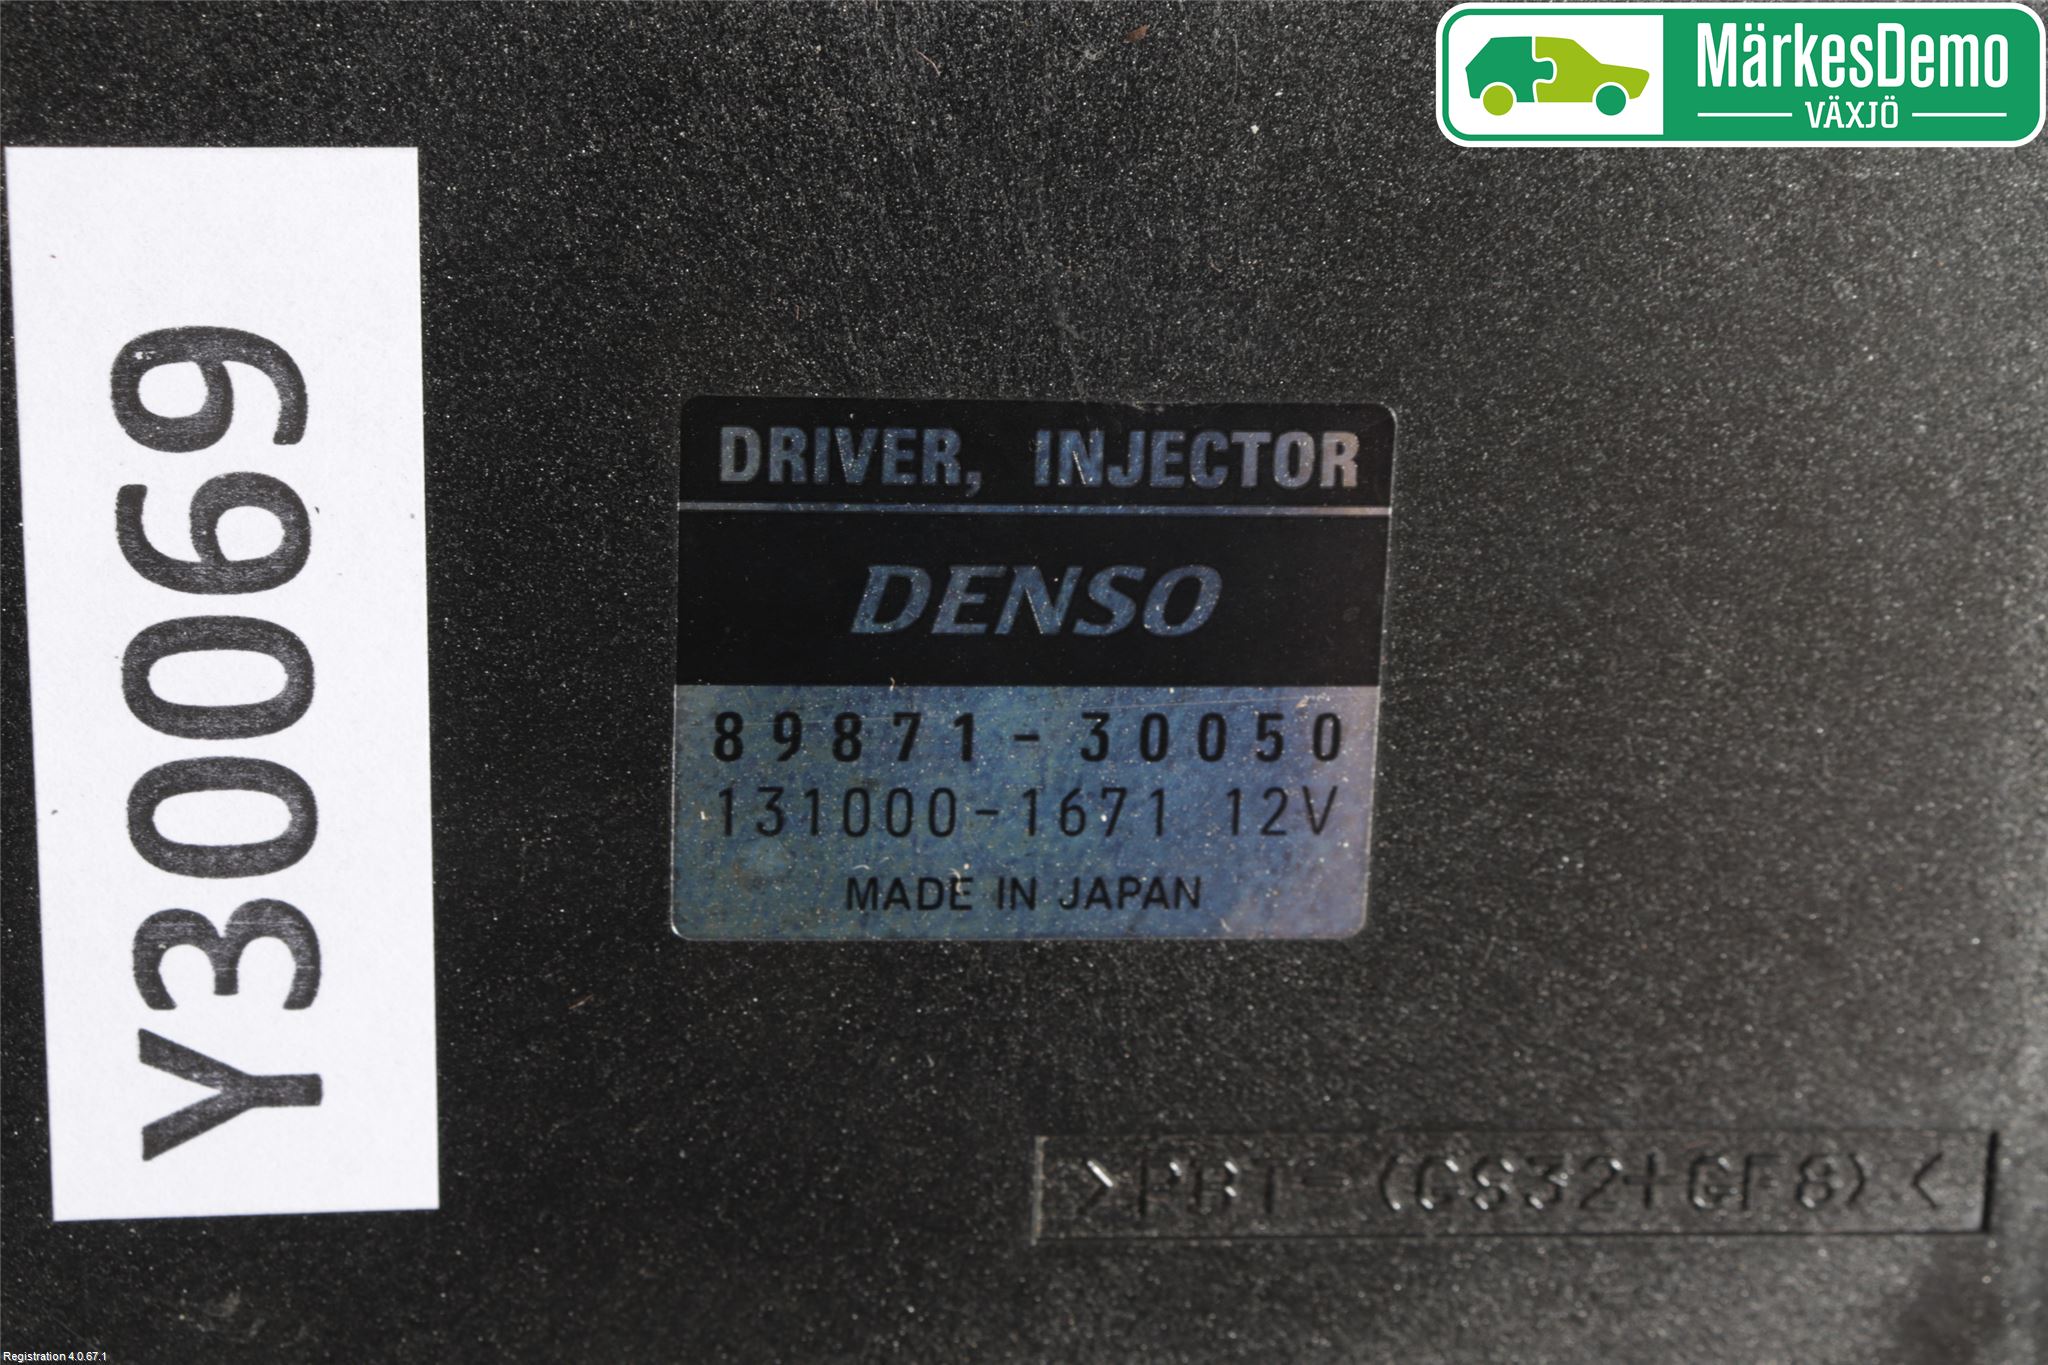 MärkesDemo
VÄXJÖ
Y30069
DRIVER, INJECTOR
DENSO
89871-30050
131000-1671 12V
MADE IN JAPAN
>PBT-(CS32+GF8)<
Registration 4.0.67.1